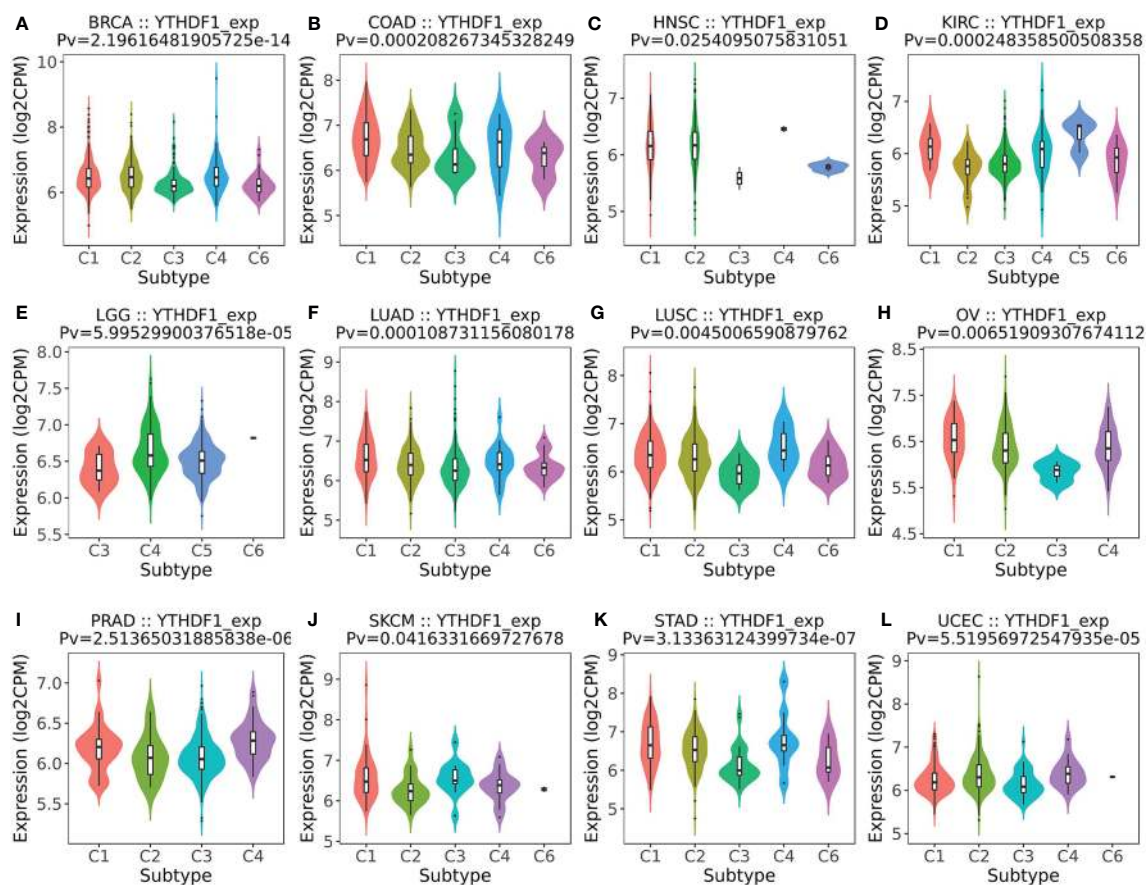 A
BRCA :: YTHDF1_exp
Pv=2.19616481905725e-14
Expression (log2CPM)
10
8
6
C1 C2 C3 C4 C6
Subtype
B
COAD :: YTHDF1_exp
Pv=0.000208267345328249
Expression (log2CPM)
8
7
6
5
C1 C2 C3 C4 C6
Subtype
C
HNSC :: YTHDF1_exp
Pv=0.0254095075831051
Expression (log2CPM)
7
6
5
C1 C2 C3 C4 C6
Subtype
D
KIRC :: YTHDF1_exp
Pv=0.000248358500508358
Expression (log2CPM)
7
6
5
C1 C2 C3 C4 C5 C6
Subtype
E
LGG :: YTHDF1_exp
Pv=5.99529900376518e-05
Expression (log2CPM)
8.0
7.5
7.0
6.5
6.0
5.5
C3 C4 C5 C6
Subtype
F
LUAD :: YTHDF1_exp
Pv=0.000108731156080178
Expression (log2CPM)
9
8
7
6
5
C1 C2 C3 C4 C6
Subtype
G
LUSC :: YTHDF1_exp
Pv=0.00450065908797​62
Expression (log2CPM)
8
7
6
5
C1 C2 C3 C4 C6
Subtype
H
OV :: YTHDF1_exp
Pv=0.00651909307674112
Expression (log2CPM)
8.5
7.5
6.5
5.5
4.5
C1 C2 C3 C4
Subtype
I
PRAD :: YTHDF1_exp
Pv=2.51365031885838e-06
Expression (log2CPM)
7.0
6.5
6.0
5.5
C1 C2 C3 C4
Subtype
J
SKCM :: YTHDF1_exp
Pv=0.0416331669727678
Expression (log2CPM)
9
8
7
6
5
C1 C2 C3 C4 C6
Subtype
K
STAD :: YTHDF1_exp
Pv=3.13363124399734e-07
Expression (log2CPM)
9
8
7
6
5
C1 C2 C3 C4 C6
Subtype
L
UCEC :: YTHDF1_exp
Pv=5.51956972547935e-05
Expression (log2CPM)
9
8
7
6
5
C1 C2 C3 C4 C6
Subtype